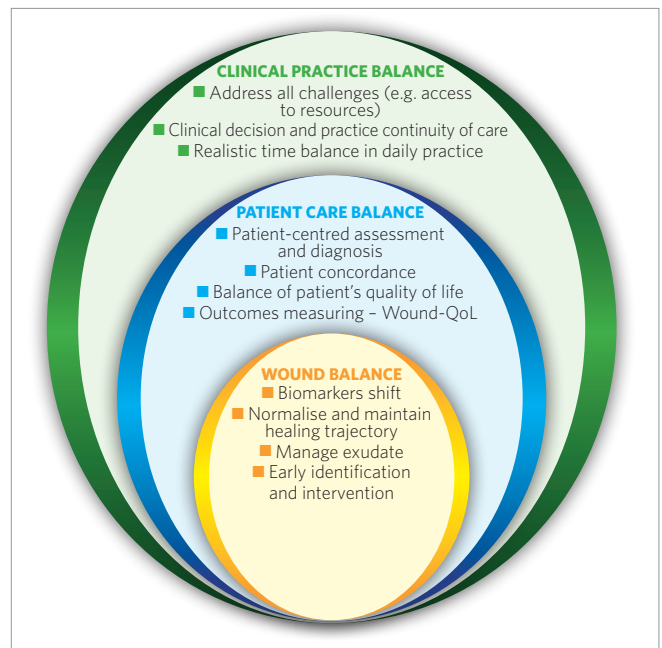 CLINICAL PRACTICE BALANCE
■ Address all challenges (e.g. access
to resources)
■ Clinical decision and practice continuity of care
■ Realistic time balance in daily practice
PATIENT CARE BALANCE
■ Patient-centred assessment
and diagnosis
■ Patient concordance
■ Balance of patient's quality of life
■ Outcomes measuring – Wound-QoL
WOUND BALANCE
■ Biomarkers shift
■ Normalise and maintain
healing trajectory
■ Manage exudate
■ Early identification
and intervention